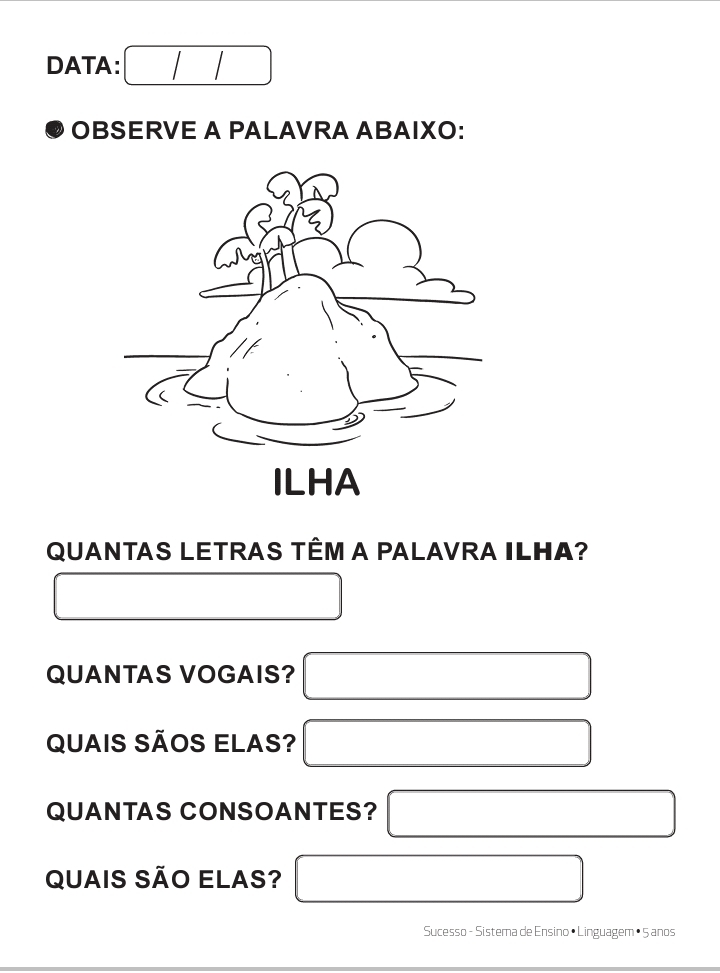 DATA: / /
OBSERVE A PALAVRA ABAIXO:
ILHA
QUANTAS LETRAS TÊM A PALAVRA ILHA?
QUANTAS VOGAIS?
QUAIS SÃOS ELAS?
QUANTAS CONSOANTES?
QUAIS SÃO ELAS?
Sucesso - Sistema de Ensino • Linguagem • 5 anos